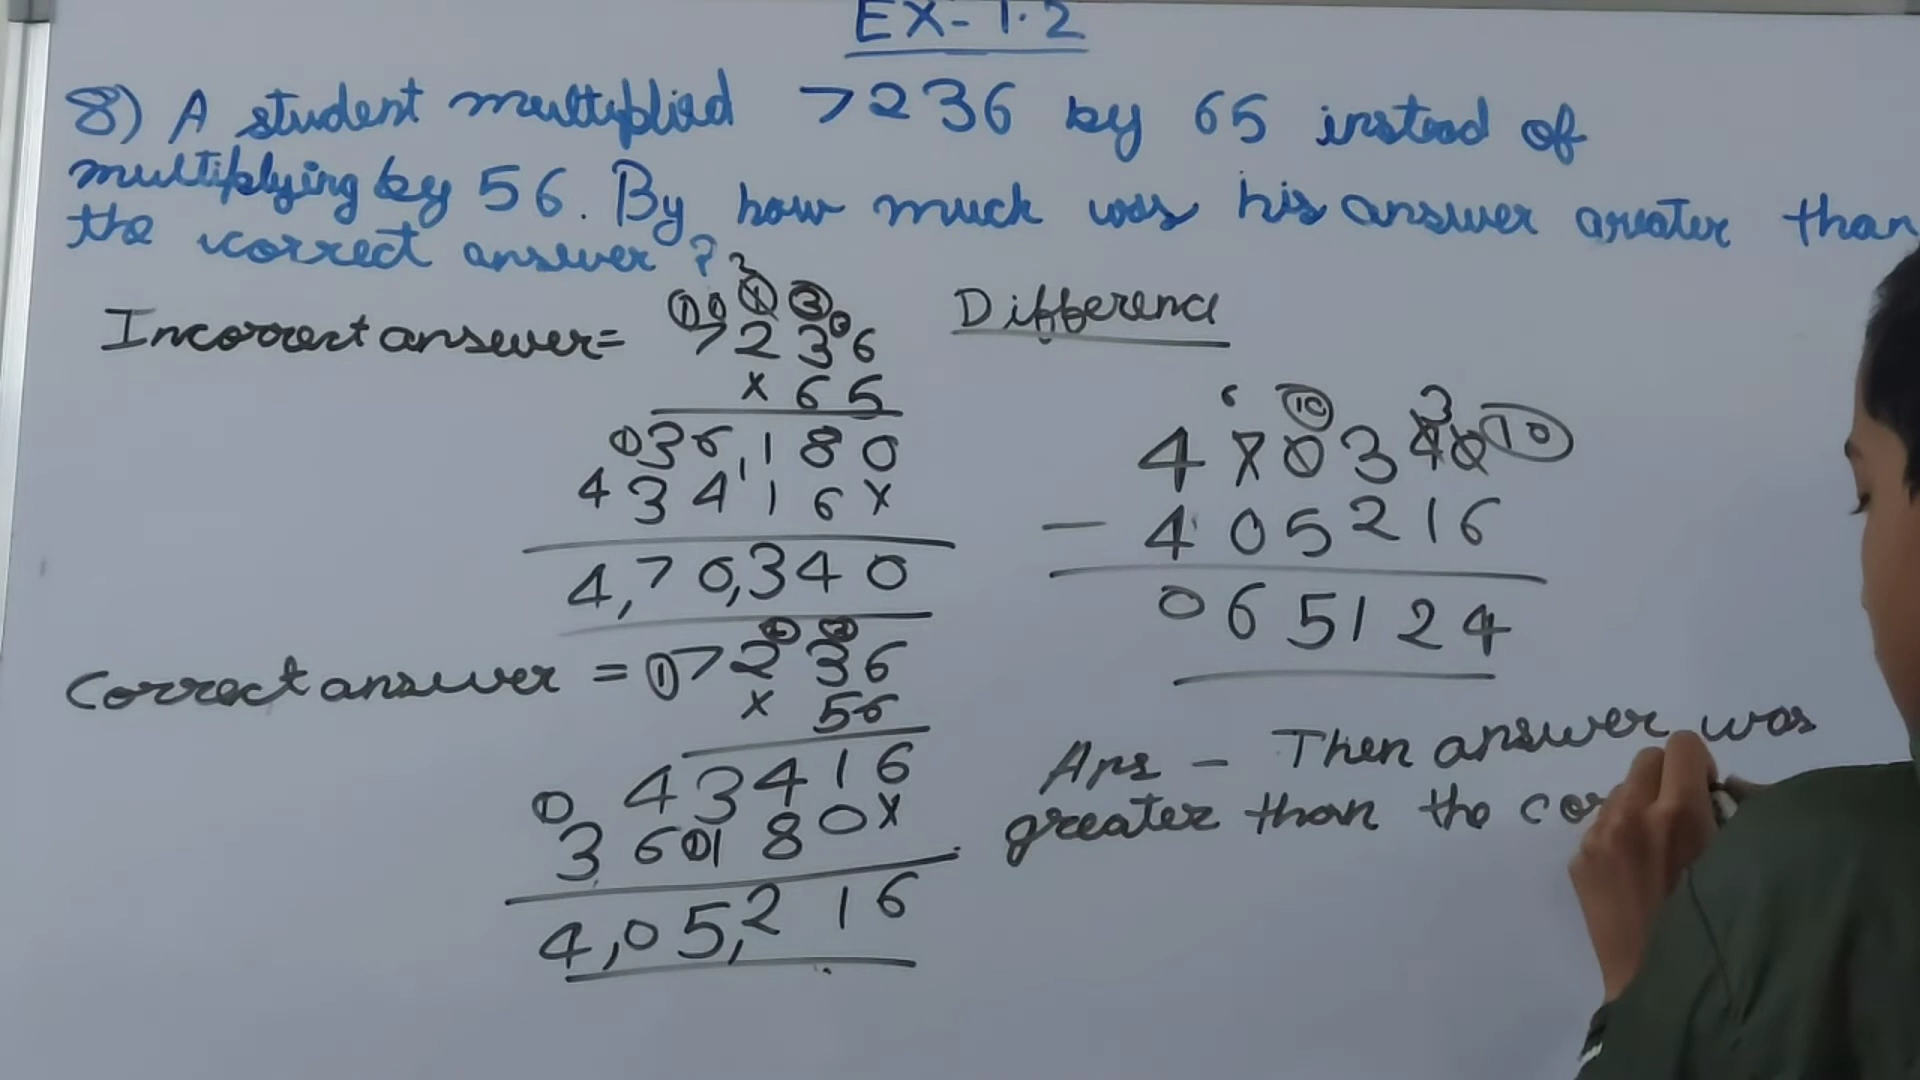 EX-1.2
8) A student multiplied 7236 by 65 instead of
multiplying by 56. By how much was his answer greater than
the correct answer?
Incorrect answer= 7236
x 65
36,180
43416x
4,70,340
Correct answer = 7236
x 56
43416
36180x
4,05,216
Difference
470340
- 405216
065124
Ans - Then answer was
greater than the co